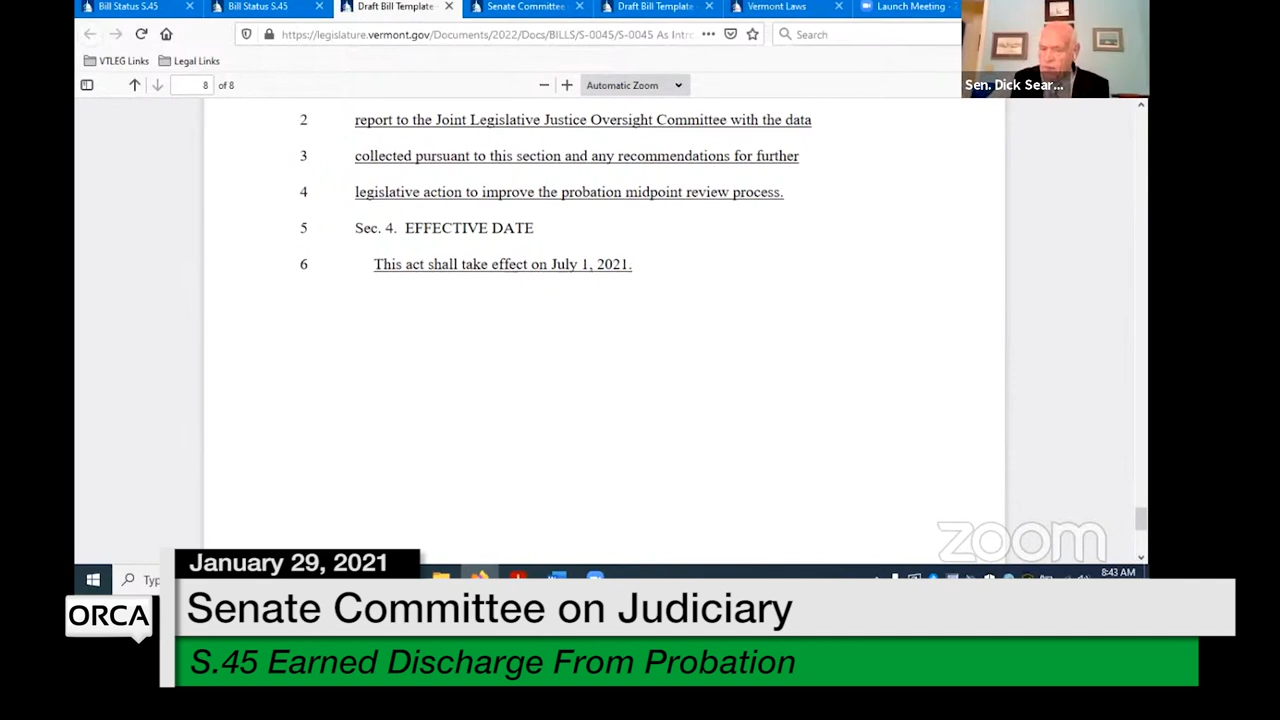 Bill Status S.45
Bill Status S.45
Draft Bill Template
Senate Committee
Draft Bill Template
Vermont Laws
Launch Meeting -
https://legislature.vermont.gov/Documents/2022/Docs/BILLS/S-0045/S-0045 As Intro
Search
VTLEG Links
Legal Links
8 of 8
Automatic Zoom
Sen. Dick Sear...
2 report to the Joint Legislative Justice Oversight Committee with the data
3 collected pursuant to this section and any recommendations for further
4 legislative action to improve the probation midpoint review process.
5 Sec. 4. EFFECTIVE DATE
6 This act shall take effect on July 1, 2021.
zoom
Typ
8:43 AM
January 29, 2021
ORCA
Senate Committee on Judiciary
S.45 Earned Discharge From Probation